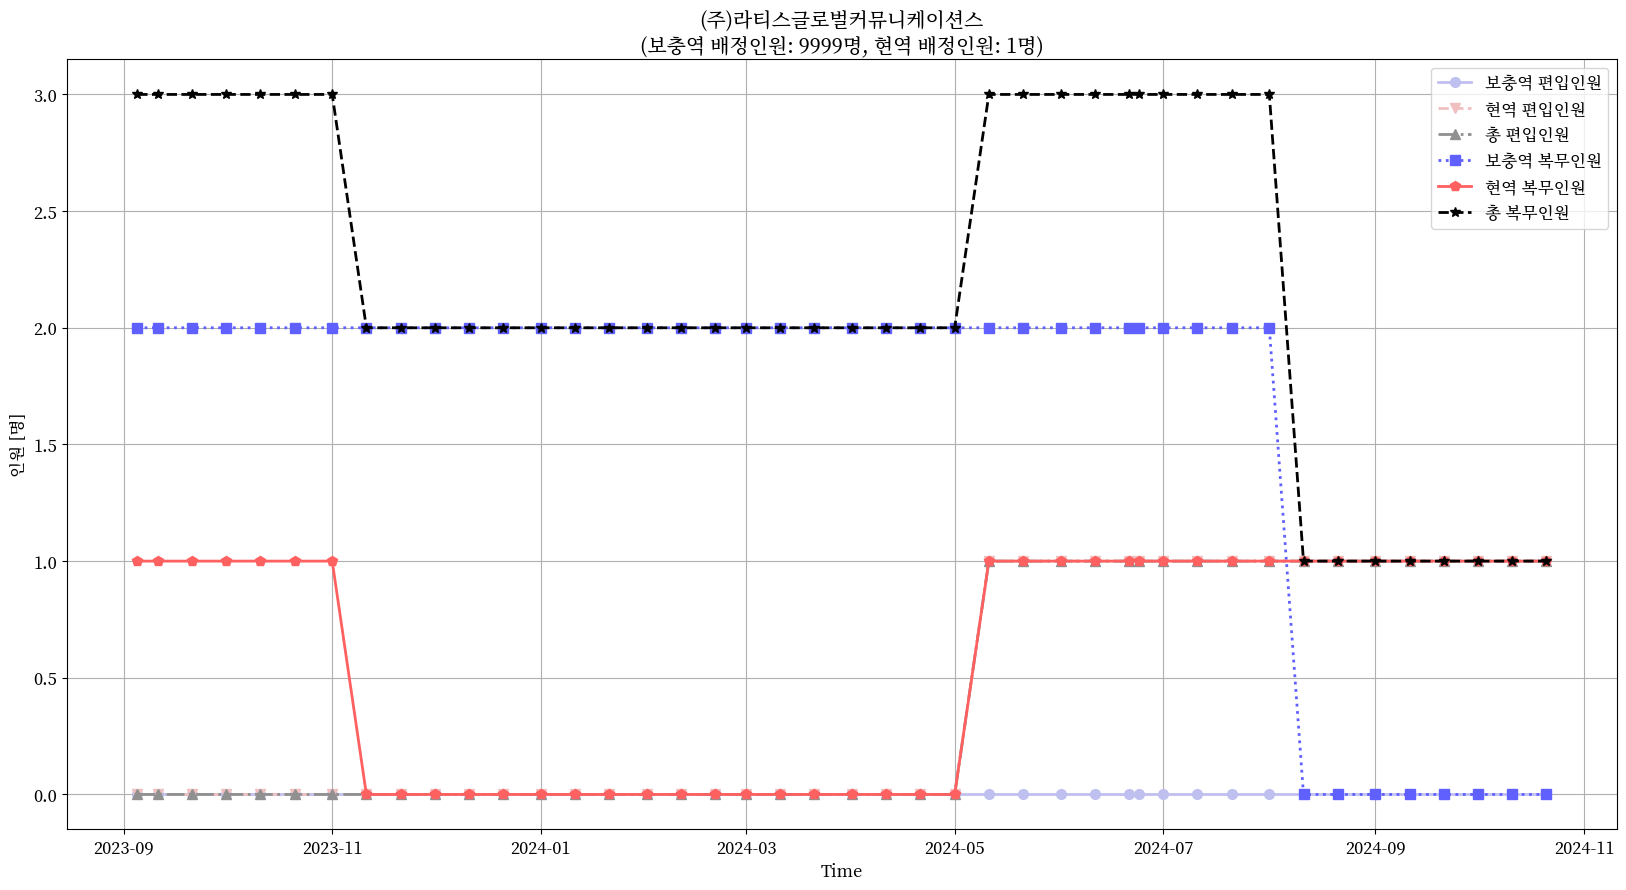 (주)라티스글로벌커뮤니케이션스
(보충역 배정인원: 9999명, 현역 배정인원: 1명)
보충역 편입인원
현역 편입인원
총 편입인원
보충역 복무인원
현역 복무인원
총 복무인원
인원 [명]
3.0
2.5
2.0
1.5
1.0
0.5
0.0
2023-09
2023-11
2024-01
2024-03
2024-05
2024-07
2024-09
2024-11
Time